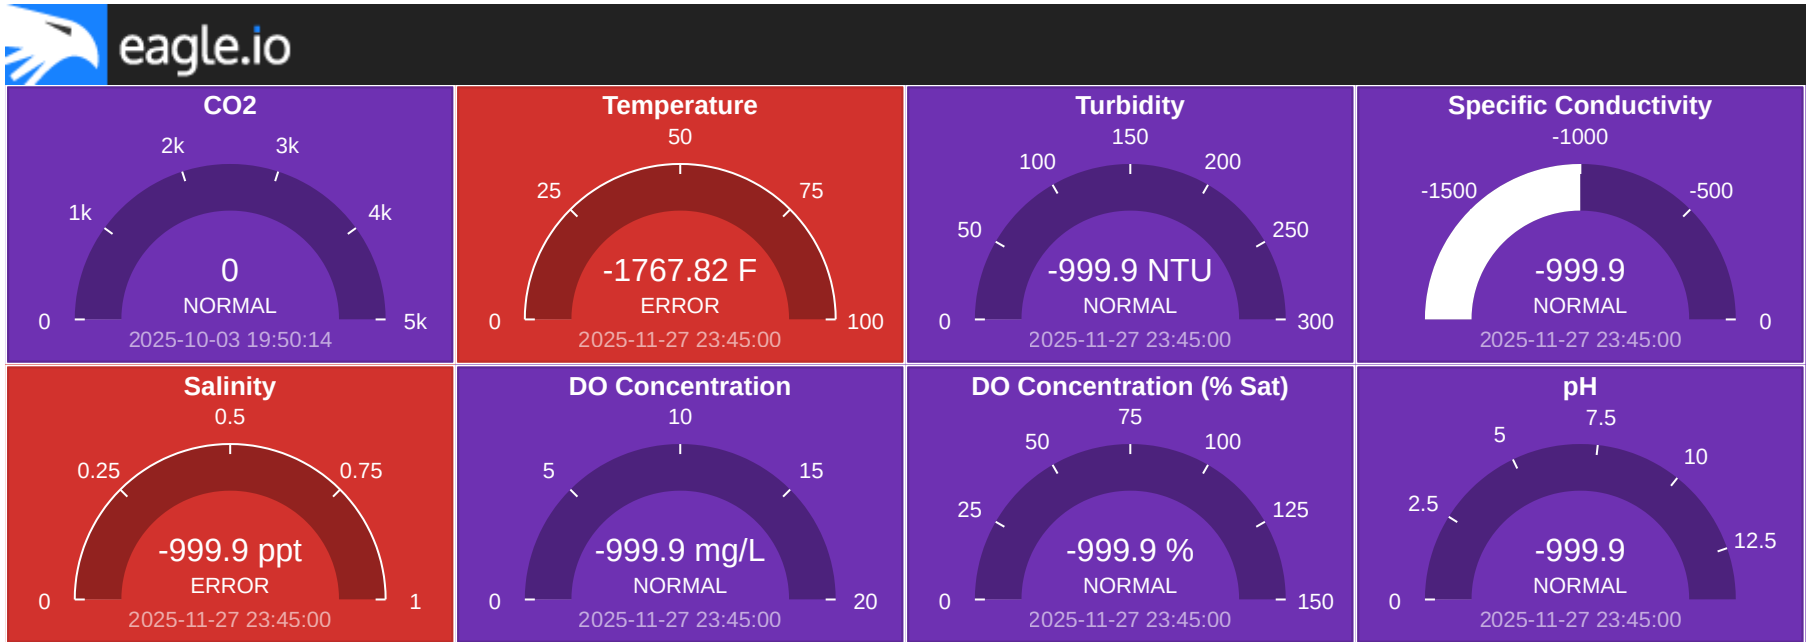 eagle.io
CO2
2k
3k
1k
4k
0
NORMAL
0
5k
2025-10-03 19:50:14
Temperature
50
25
75
-1767.82 F
ERROR
0
100
2025-11-27 23:45:00
Turbidity
150
100
200
50
250
-999.9 NTU
NORMAL
0
300
2025-11-27 23:45:00
Specific Conductivity
-1000
-1500
-500
-999.9
NORMAL
0
2025-11-27 23:45:00
Salinity
0.5
0.25
0.75
-999.9 ppt
ERROR
0
1
2025-11-27 23:45:00
DO Concentration
10
5
15
-999.9 mg/L
NORMAL
0
20
2025-11-27 23:45:00
DO Concentration (% Sat)
75
50
100
25
125
-999.9 %
NORMAL
0
150
2025-11-27 23:45:00
pH
7.5
5
10
2.5
12.5
-999.9
NORMAL
0
2025-11-27 23:45:00